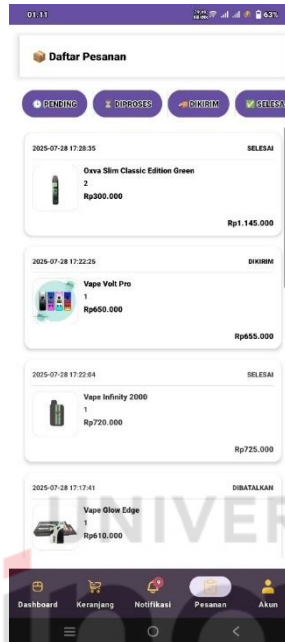 01.11
63%
Daftar Pesanan
PENDING
DIPROSES
DIKIRIM
SELESA
2025-07-28 17:28:35 SELESAI
Oxva Slim Classic Edition Green
2
Rp300.000
Rp1.145.000
2025-07-28 17:22:25 DIKIRIM
Vape Volt Pro
1
Rp650.000
Rp655.000
2025-07-28 17:22:04 SELESAI
Vape Infinity 2000
1
Rp720.000
Rp725.000
2025-07-28 17:17:41 DIBATALKAN
Vape Glow Edge
1
Rp610.000
UNIVER
Dashboard Keranjang Notifikasi Pesanan Akun